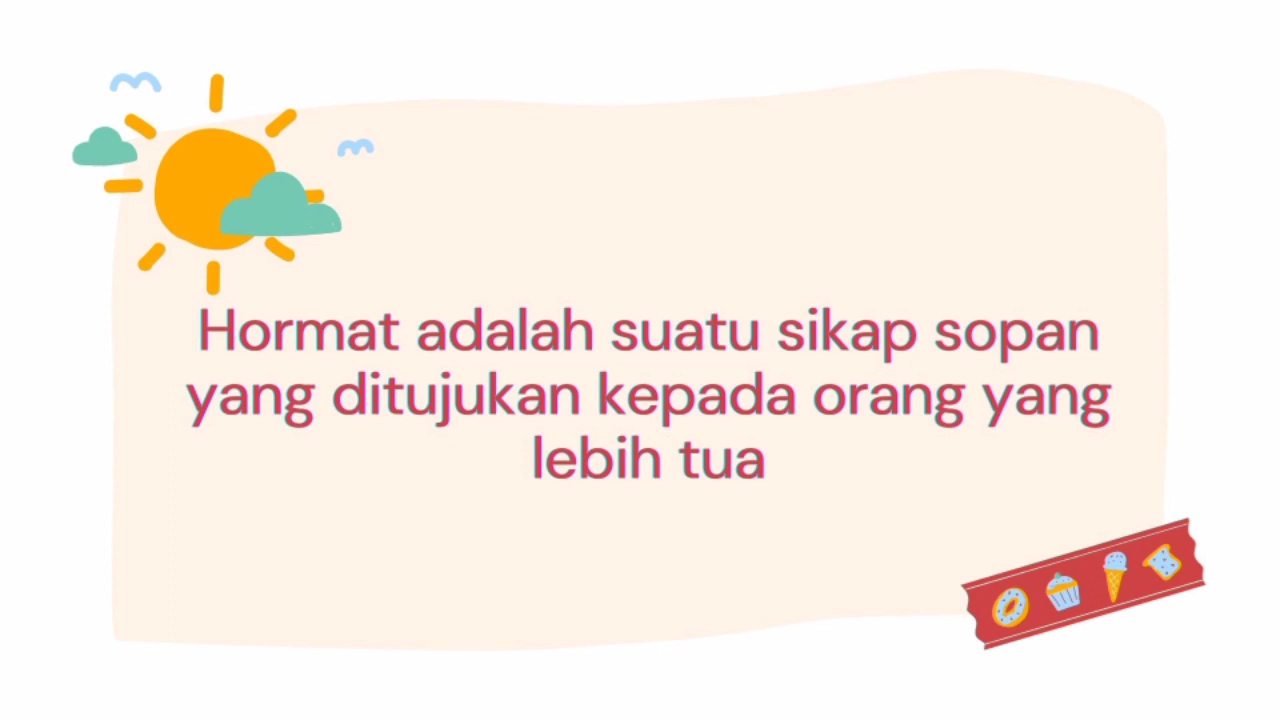 Hormat adalah suatu sikap sopan
yang ditujukan kepada orang yang
lebih tua